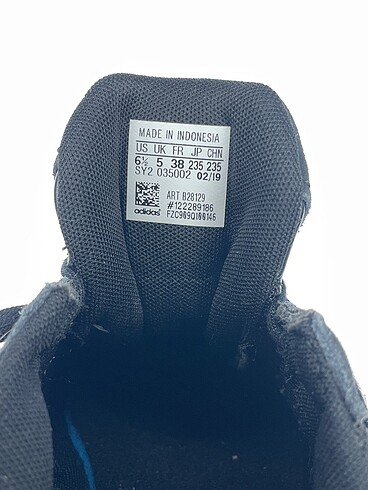 MADE IN INDONESIA
US UK FR JP CHN
6½ 5 38 235 235
SY2 035002 02/19
ART B28129
#122289186
adidas FZC909Q100146